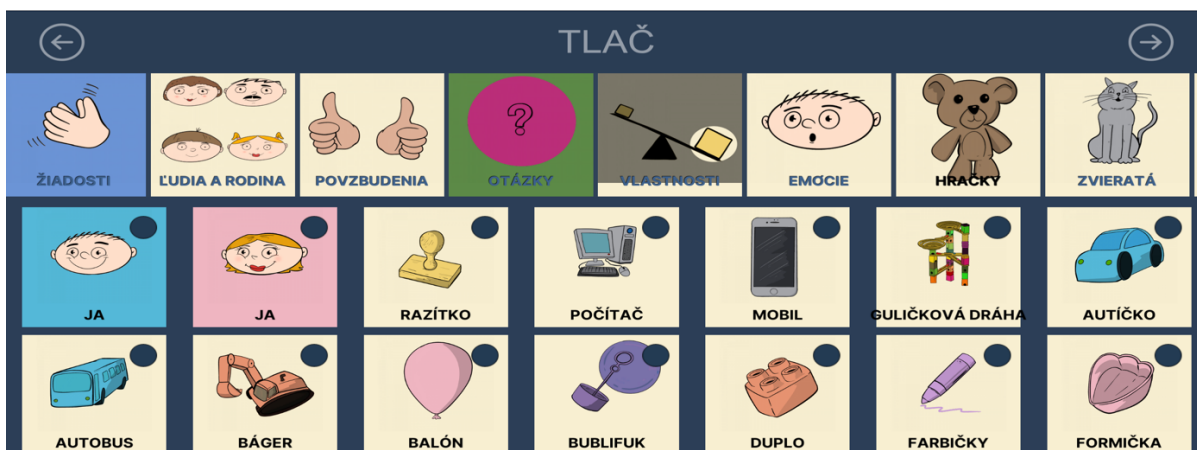 TLAČ
ŽIADOSTI
ĽUDIA A RODINA
POVZBUDENIA
?
OTÁZKY
VLASTNOSTI
EMOCIE
HRAČKY
ZVIERATÁ
JA
JA
RAZÍTKO
POČÍTAČ
MOBIL
GULIČKOVÁ DRÁHA
AUTÍČKO
AUTOBUS
BÁGER
BALÓN
BUBLIFUK
DUPLO
FARBIČKY
FORMIČKA